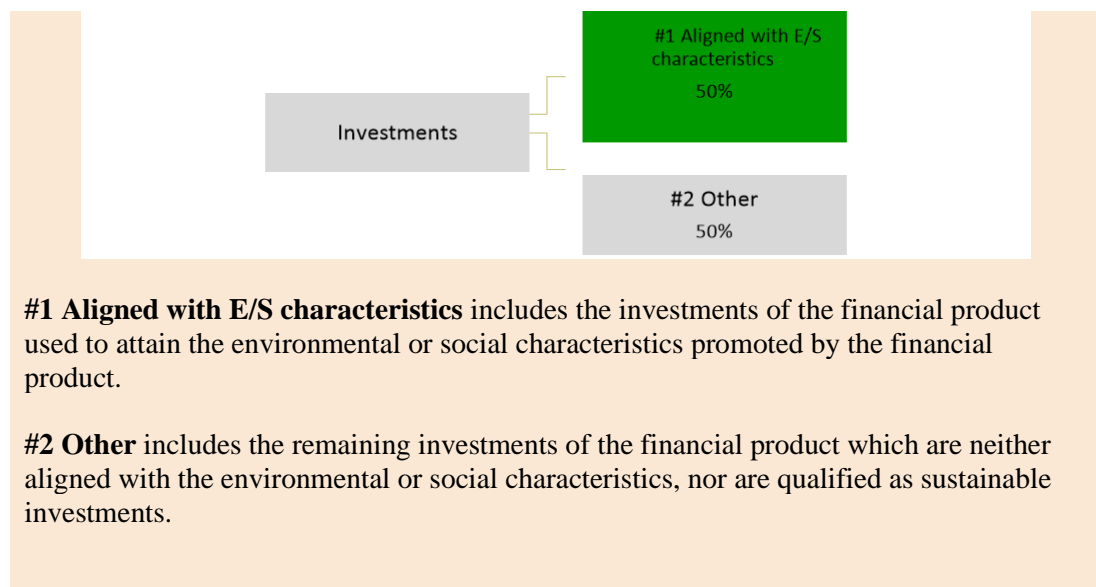 #1 Aligned with E/S
characteristics
50%
Investments
#2 Other
50%
#1 Aligned with E/S characteristics includes the investments of the financial product
used to attain the environmental or social characteristics promoted by the financial
product.
#2 Other includes the remaining investments of the financial product which are neither
aligned with the environmental or social characteristics, nor are qualified as sustainable
investments.